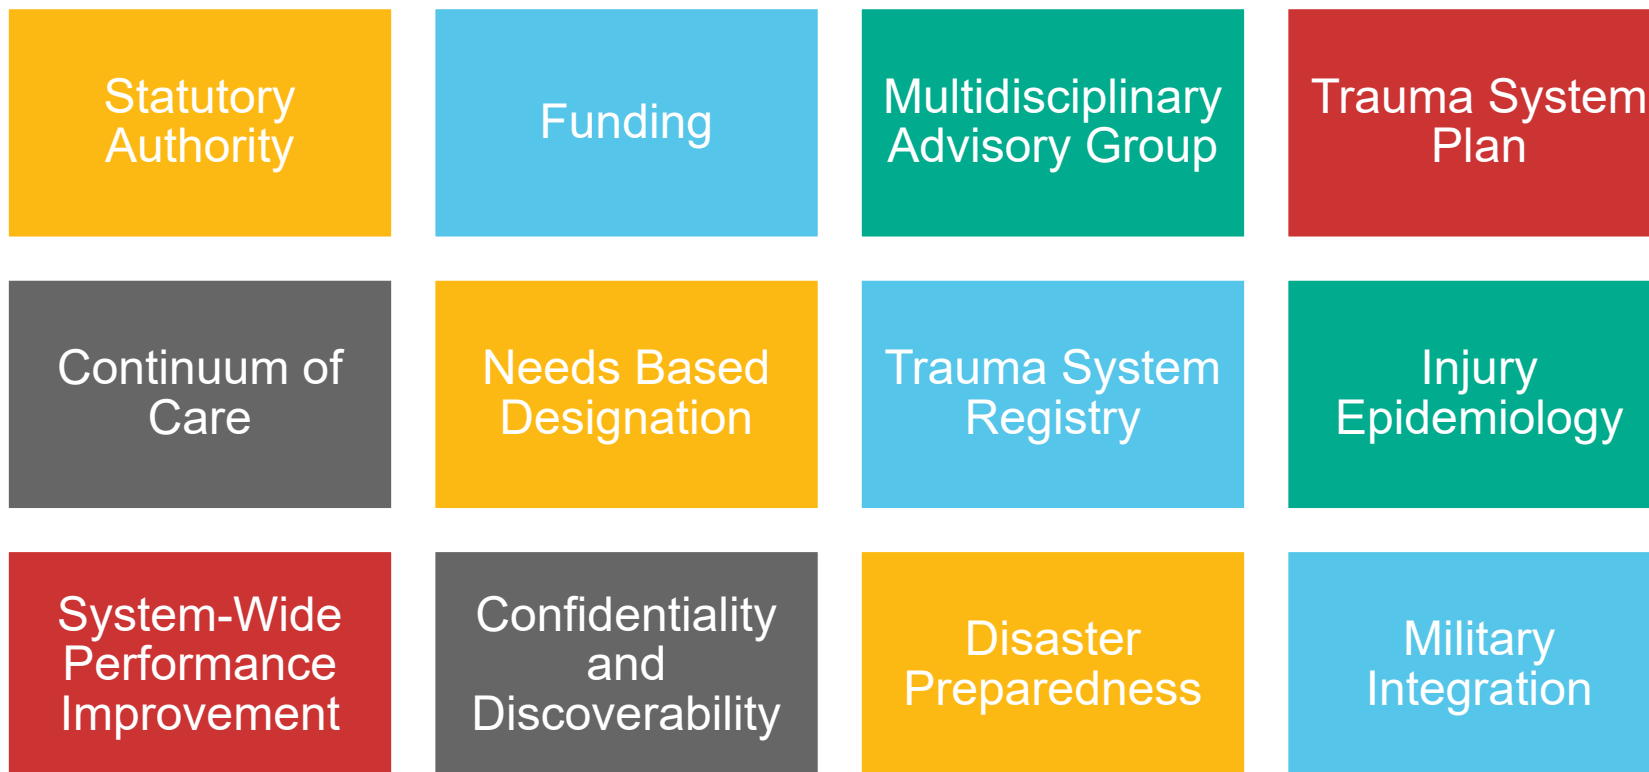 Statutory
Authority
Funding
Multidisciplinary
Advisory Group
Trauma System
Plan
Continuum of
Care
Needs Based
Designation
Trauma System
Registry
Injury
Epidemiology
System-Wide
Performance
Improvement
Confidentiality
and
Discoverability
Disaster
Preparedness
Military
Integration